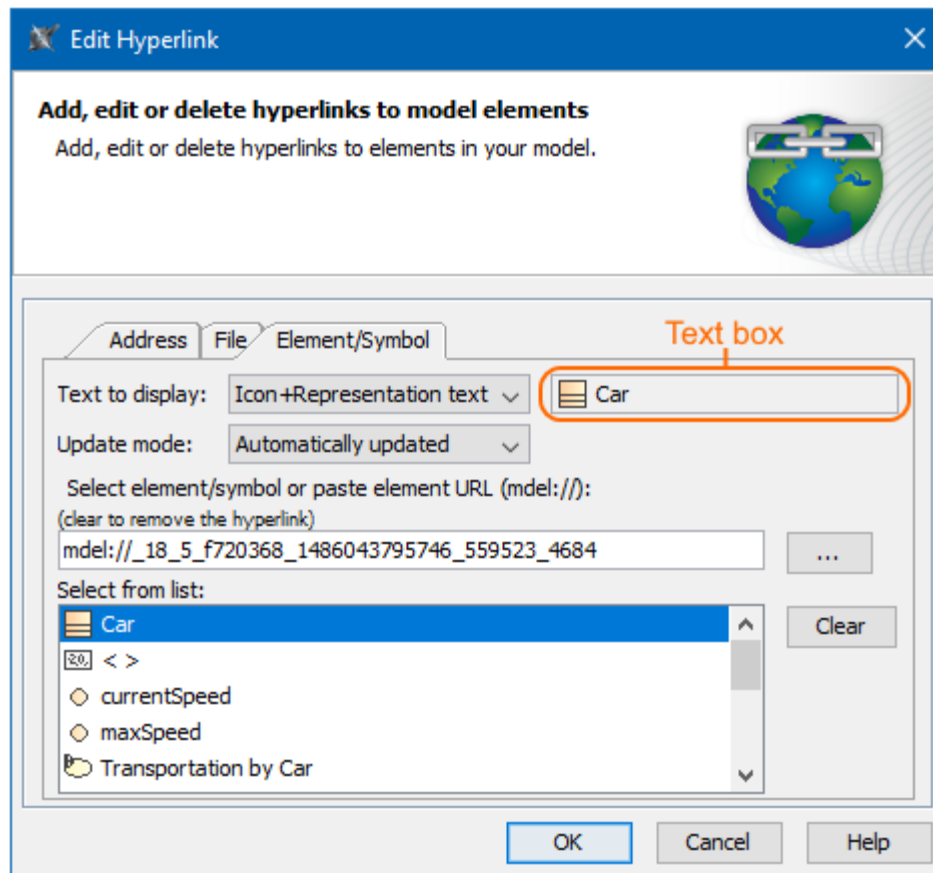 Edit Hyperlink
Add, edit or delete hyperlinks to model elements
Add, edit or delete hyperlinks to elements in your model.
Address File Element/Symbol
Text box
Text to display: Icon+Representation text Car
Update mode: Automatically updated
Select element/symbol or paste element URL (mdel://):
(clear to remove the hyperlink)
mdel://_18_5_f720368_1486043795746_559523_4684 ...
Select from list:
Car
Clear
< >
currentSpeed
maxSpeed
Transportation by Car
OK Cancel Help